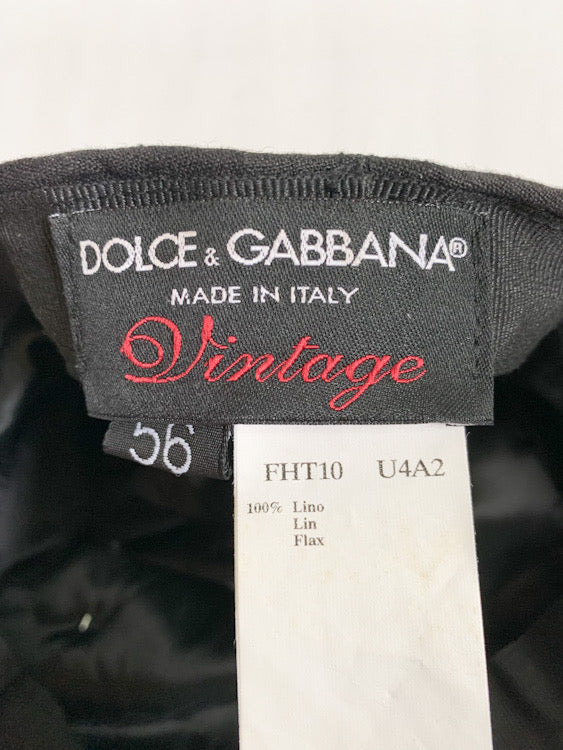 DOLCE & GABBANA®
MADE IN ITALY
Vintage
56
FHT10 U4A2
100% Lino
Lin
Flax